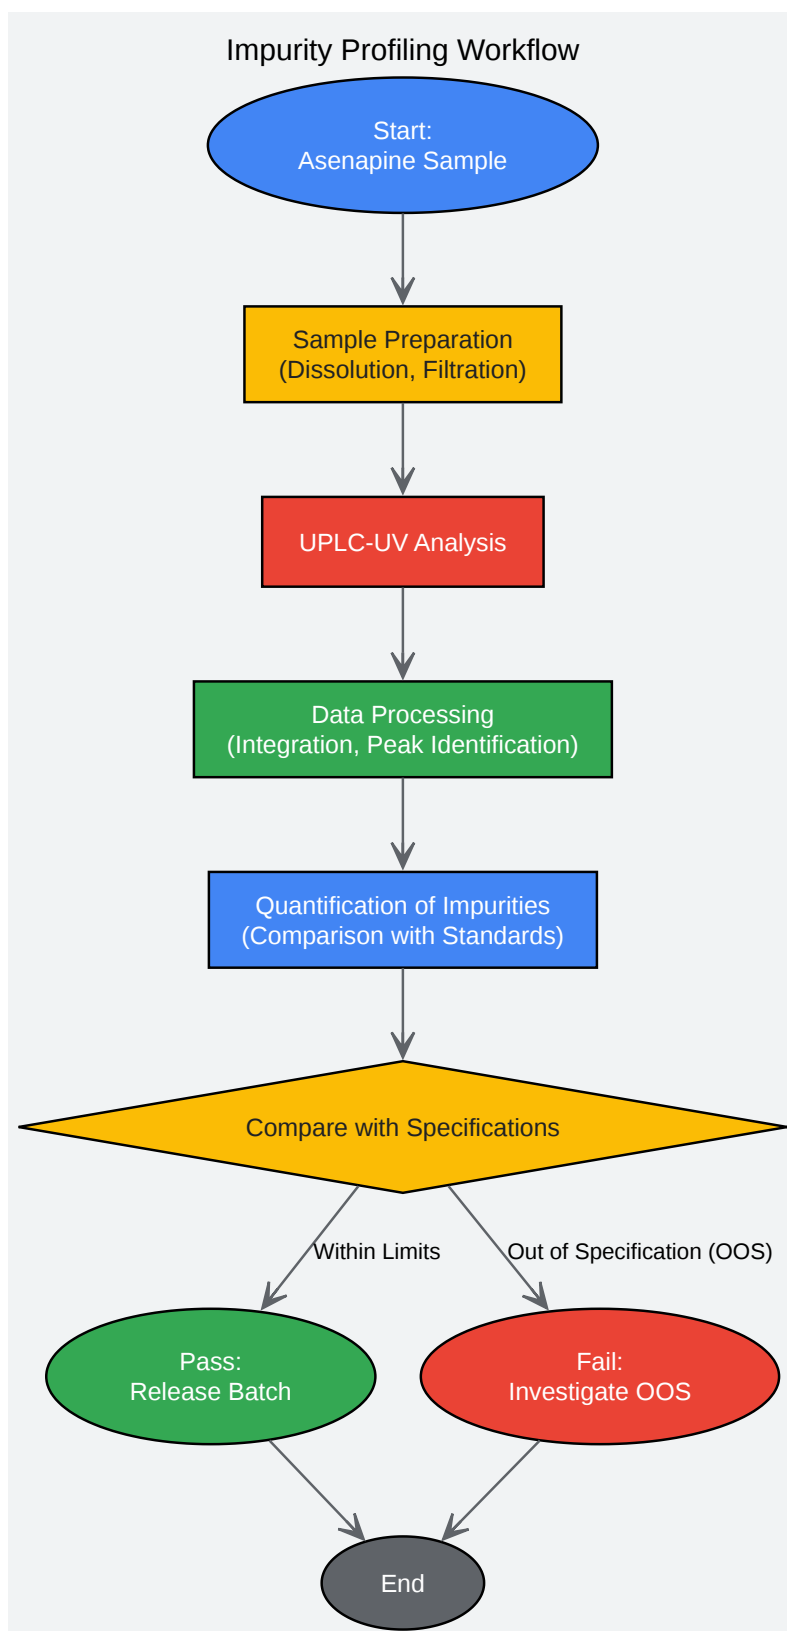 Impurity Profiling Workflow
Start:
Asenapine Sample
Sample Preparation
(Dissolution, Filtration)
UPLC-UV Analysis
Data Processing
(Integration, Peak Identification)
Quantification of Impurities
(Comparison with Standards)
Compare with Specifications
Within Limits
Out of Specification (OOS)
Pass:
Release Batch
Fail:
Investigate OOS
End